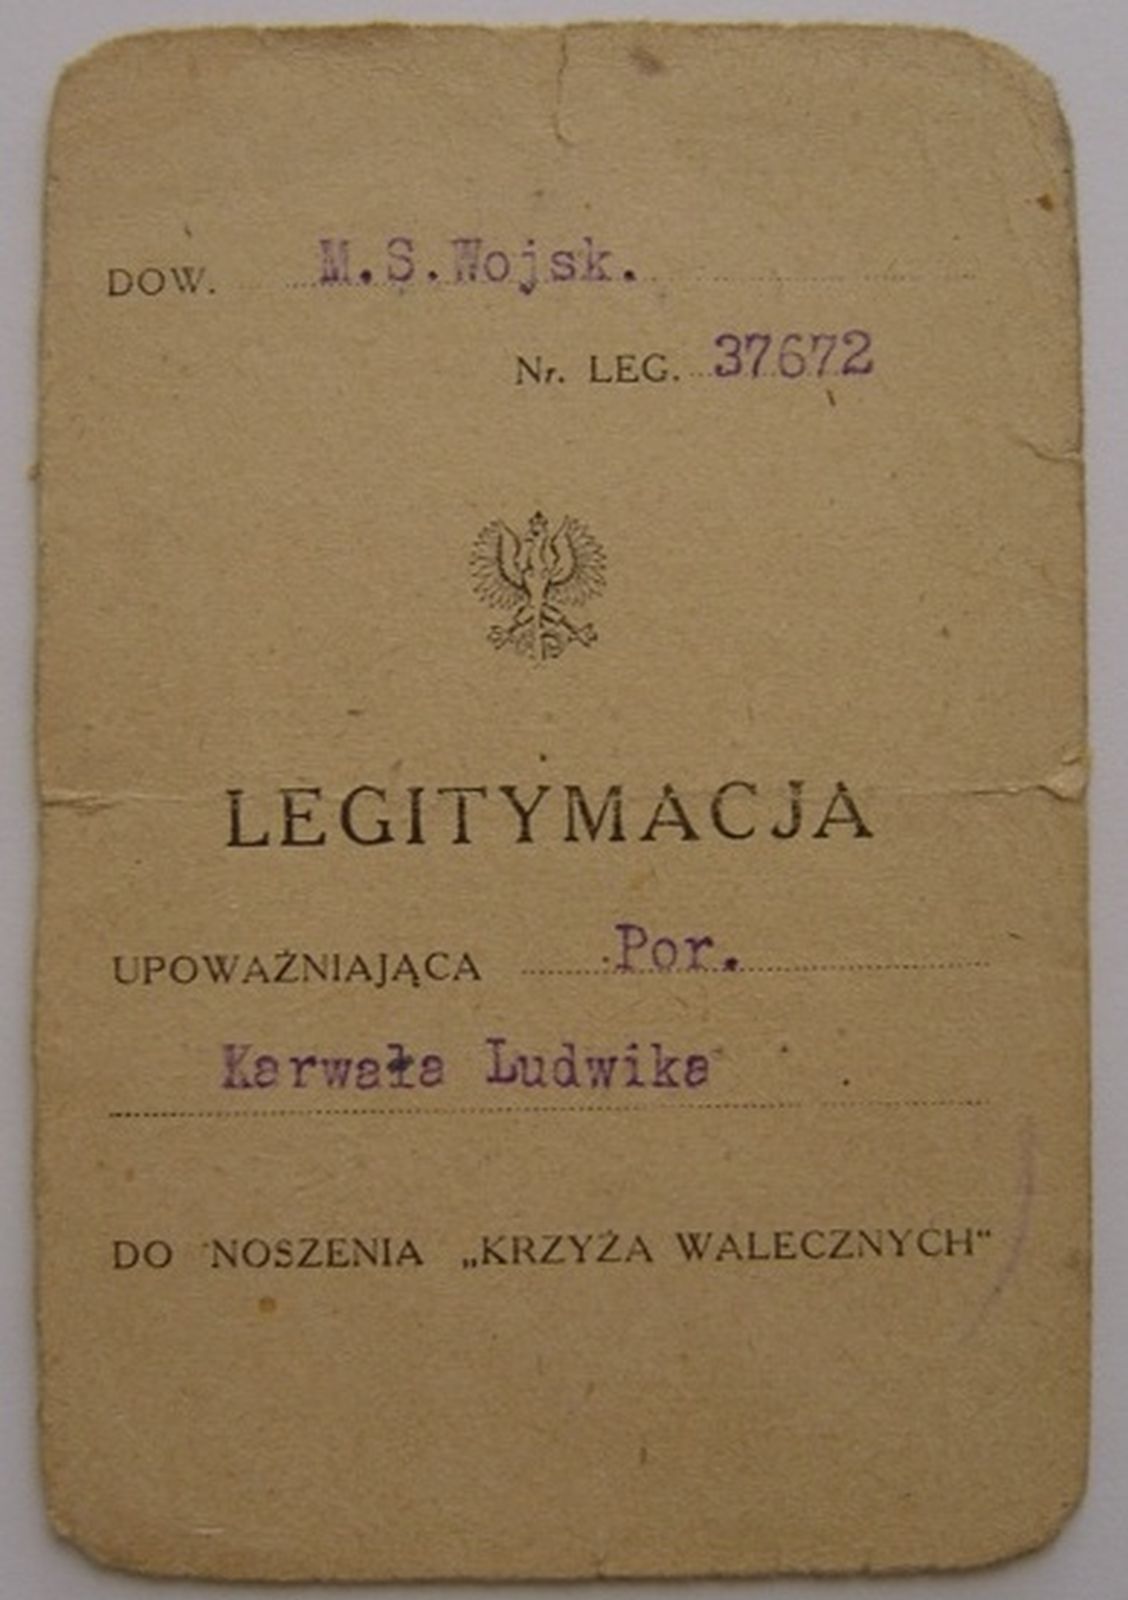 DOW. M.S.Wojsk.
Nr. LEG. 37672
LEGITYMACJA
UPOWAŻNIAJĄCA Por.
Karwała Ludwika
DO NOSZENIA „KRZYŻA WALECZNYCH“